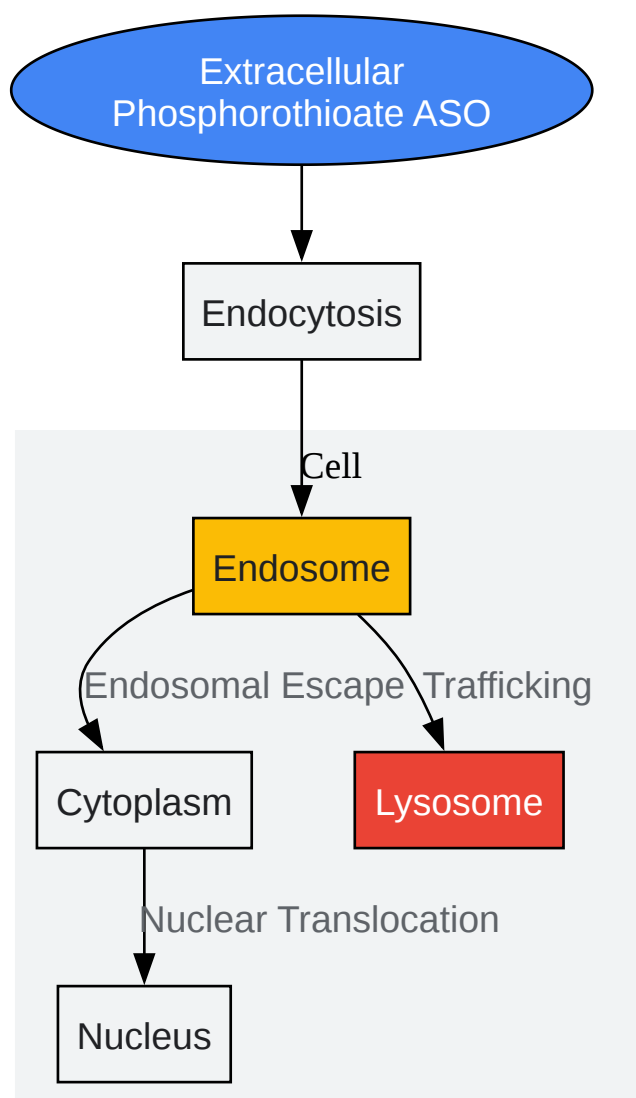 Extracellular
Phosphorothioate ASO
Endocytosis
Cell
Endosome
Endosomal Escape
Trafficking
Cytoplasm
Lysosome
Nuclear Translocation
Nucleus